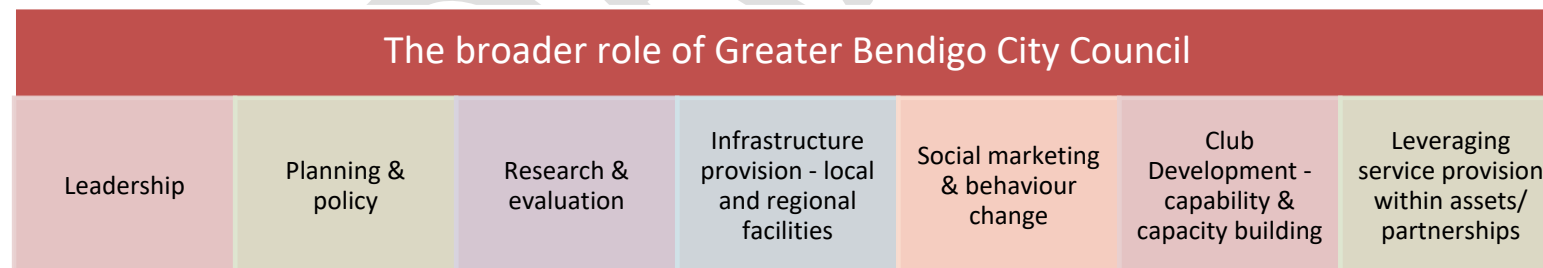 The broader role of Greater Bendigo City Council
Leadership
Planning &
policy
Research &
evaluation
Infrastructure
provision - local
and regional
facilities
Social marketing
& behaviour
change
Club
Development -
capability &
capacity building
Leveraging
service provision
within assets/
partnerships